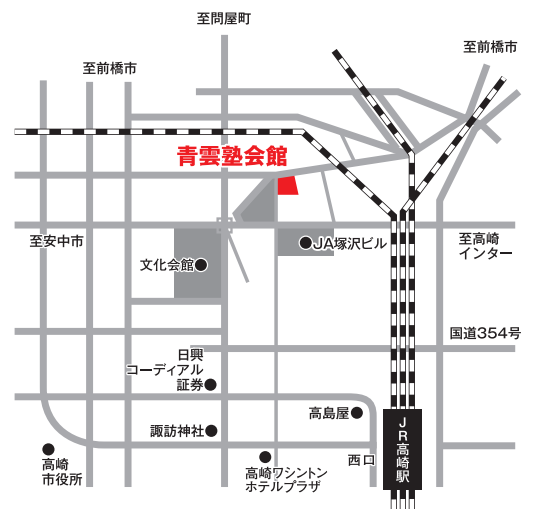 至問屋町
至前橋市
至前橋市
青雲塾会館
至安中市
JA塚沢ビル
至高崎
インター
文化会館
国道354号
日興
コーディアル
証券
高島屋
諏訪神社
JR高崎駅
西口
高崎
市役所
高崎ワシントン
ホテルプラザ